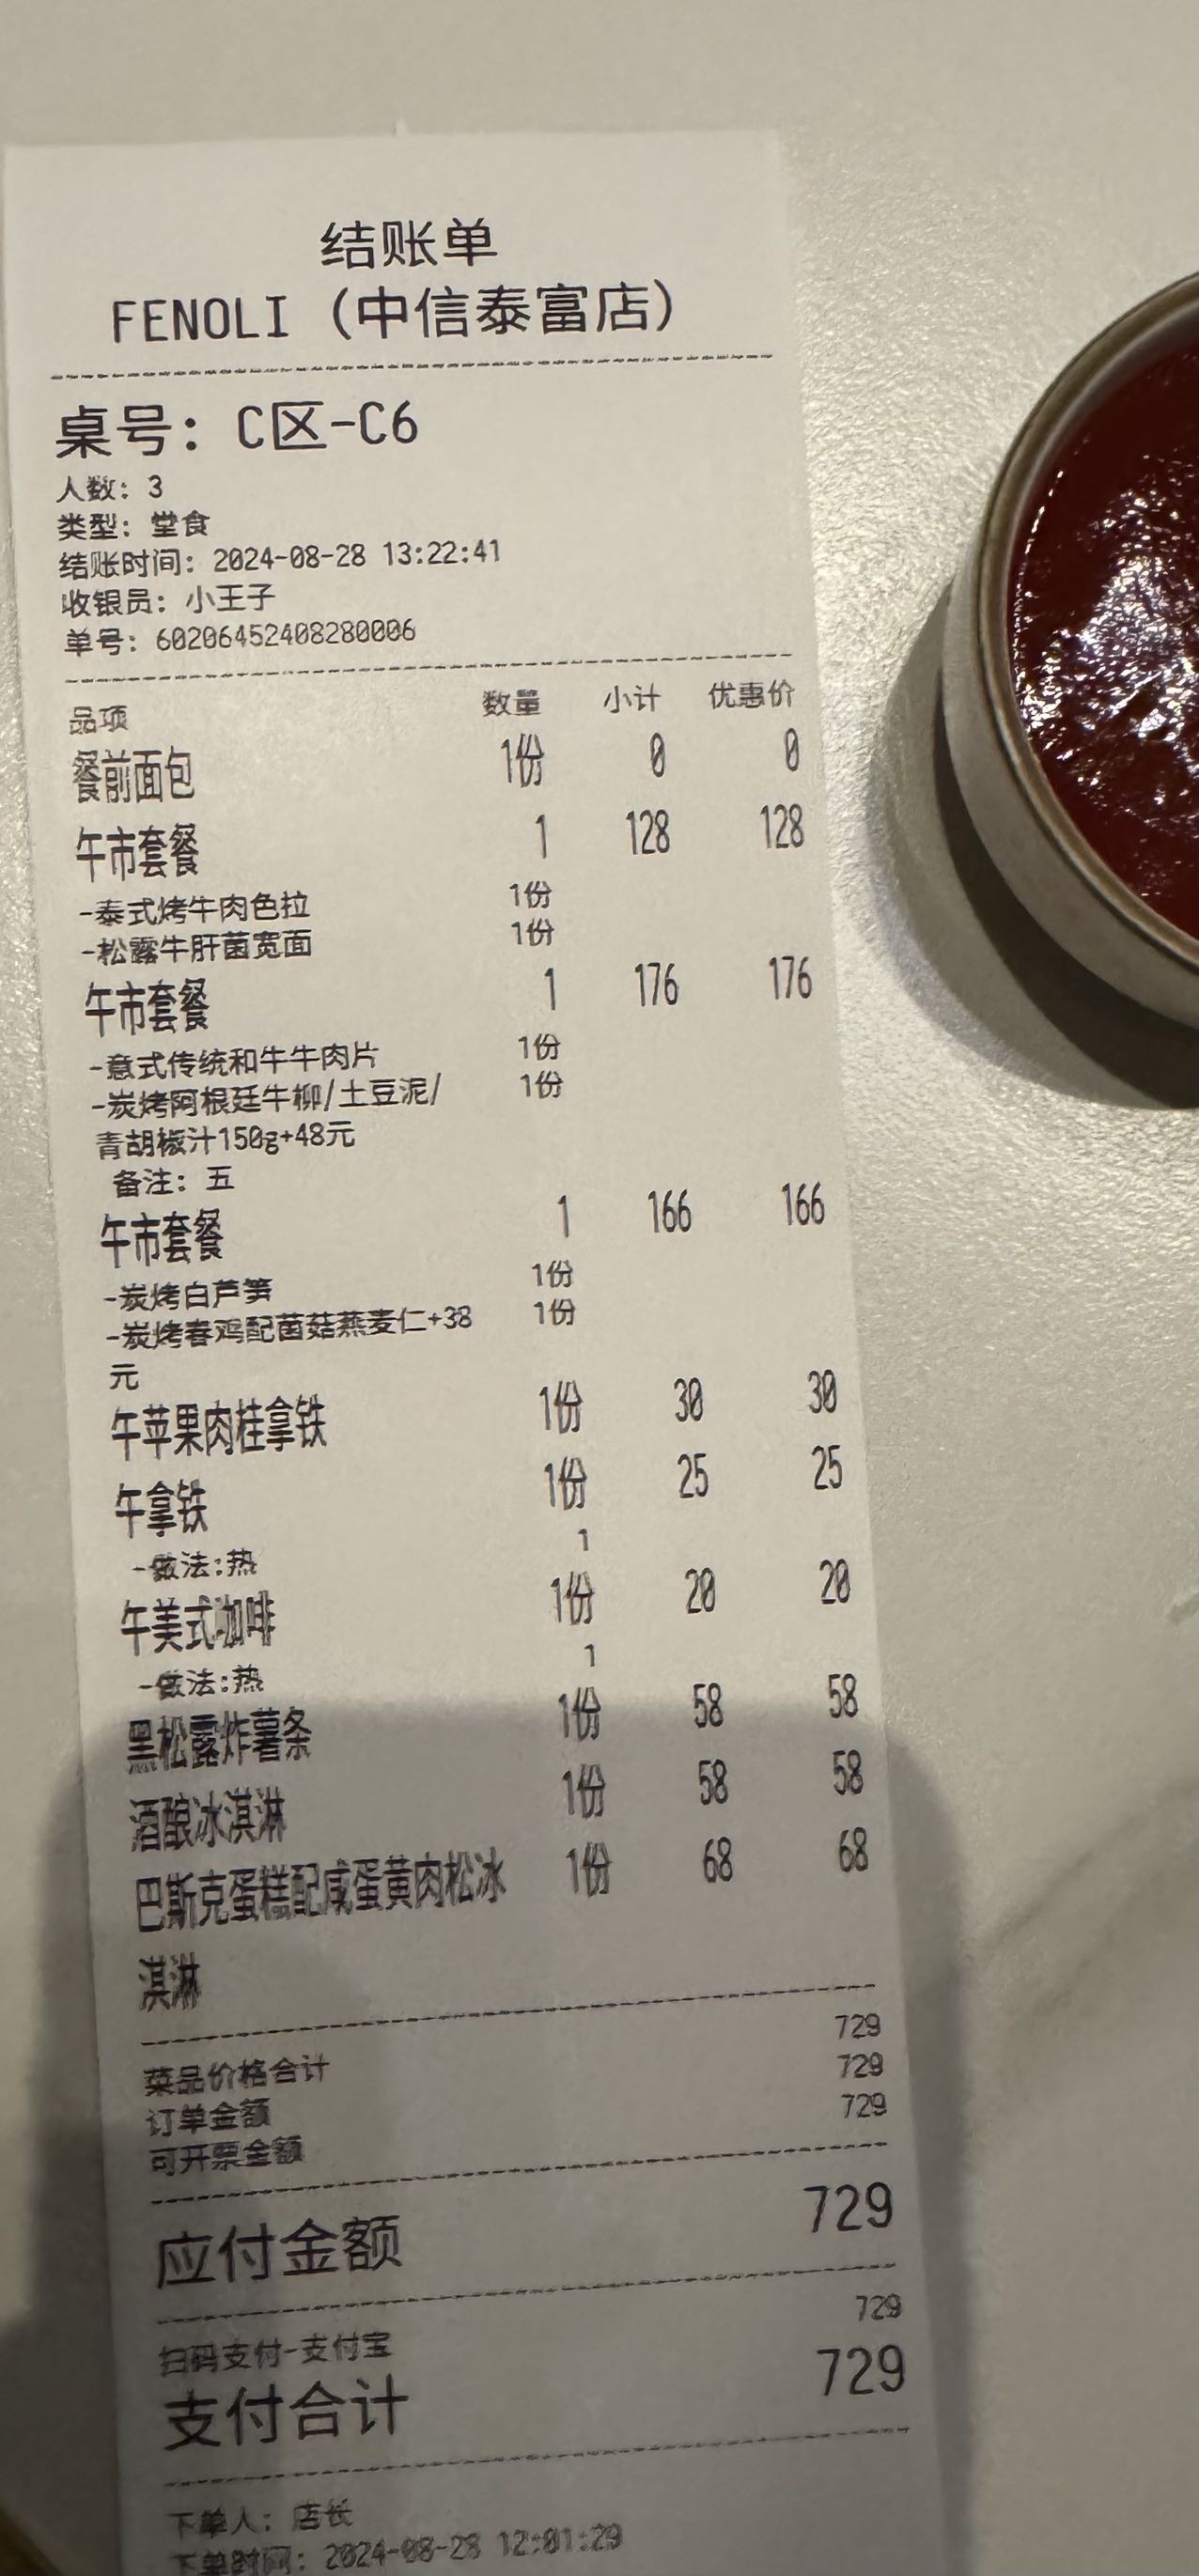 结账单
FENOLI（中信泰富店）
桌号：C区-C6
人数：3
类型：堂食
结账时间：2024-08-28 13:22:41
收银员：小王子
单号：60206452408280006
品项 数量 小计 优惠价
餐前面包 1份 0 0
午市套餐 1 128 128
-泰式烤牛肉色拉 1份
-松露牛肝菌宽面 1份
午市套餐 1 176 176
-意式传统和牛牛肉片 1份
-炭烤阿根廷牛柳/土豆泥/ 1份
青胡椒汁150g+48元
备注：五
午市套餐 1 166 166
-炭烤白芦笋 1份
-炭烤春鸡配菌菇燕麦仁+38 1份
元
午苹果肉桂拿铁 1份 30 30
午拿铁 1份 25 25
-做法:热 1
午美式咖啡 1份 20 20
-做法:热 1
黑松露炸薯条 1份 58 58
酒酿冰淇淋 1份 58 58
巴斯克蛋糕配咸蛋黄肉松冰 1份 68 68
淇淋
菜品价格合计 729
订单金额 729
可开票金额 729
应付金额 729
扫码支付-支付宝 729
支付合计 729
下单人：店长
下单时间：2024-08-28 12:01:29